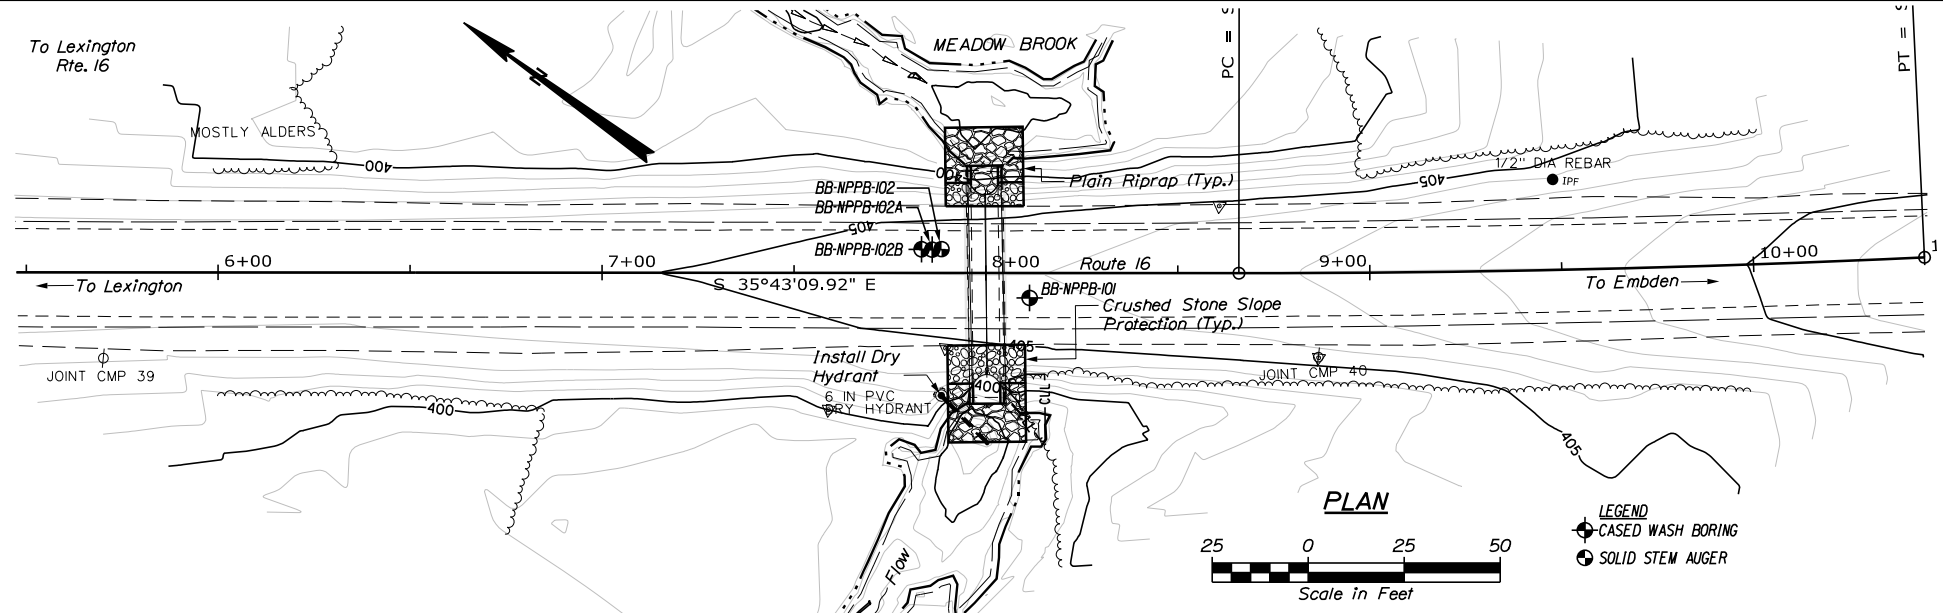 To Lexington
Rte. 16
MEADOW BROOK
PC = S
PT = S
MOSTLY ALDERS
400
400
Plain Riprap (Typ.)
1/2" DIA REBAR
IPF
405
BB-NPPB-102
BB-NPPB-102A
405
BB-NPPB-102B
6+00
7+00
8+00
Route 16
9+00
10+00
1
To Lexington
S 35°43'09.92" E
BB-NPPB-101
To Embden
Crushed Stone Slope
Protection (Typ.)
405
Install Dry
Hydrant
JOINT CMP 39
JOINT CMP 40
400
6 IN PVC
DRY HYDRANT
CUL
400
405
Flow
PLAN
25 0 25 50
Scale in Feet
LEGEND
CASED WASH BORING
SOLID STEM AUGER